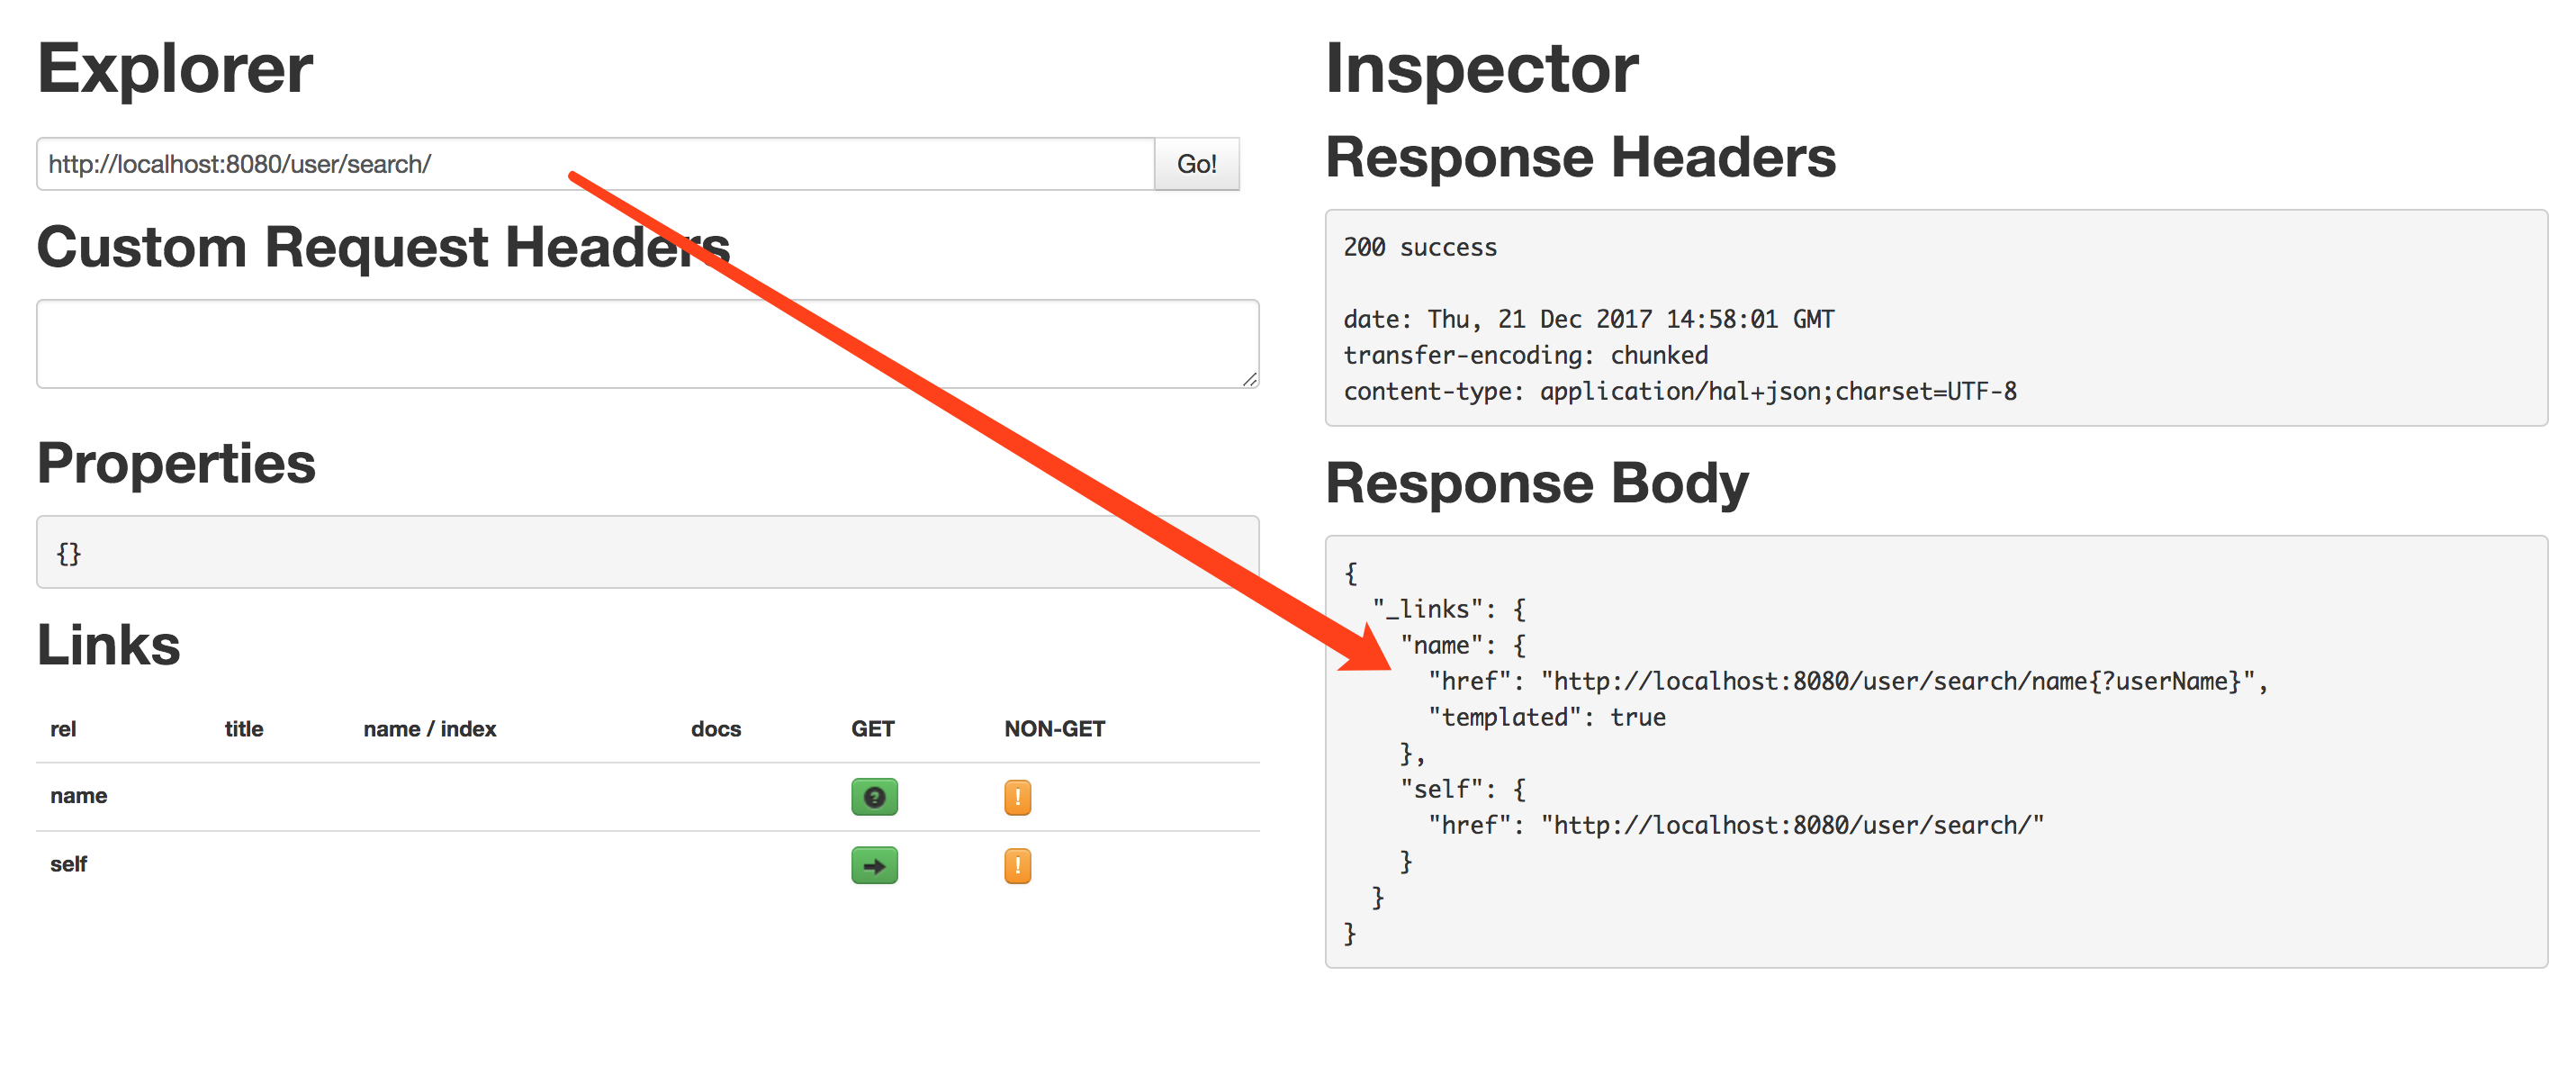 Explorer
http://localhost:8080/user/search/
Go!
Custom Request Headers
Properties
{}
Links
rel title name / index docs GET NON-GET
name
self
Inspector
Response Headers
200 success
date: Thu, 21 Dec 2017 14:58:01 GMT
transfer-encoding: chunked
content-type: application/hal+json;charset=UTF-8
Response Body
{
  "_links": {
    "name": {
      "href": "http://localhost:8080/user/search/name{?userName}",
      "templated": true
    },
    "self": {
      "href": "http://localhost:8080/user/search/"
    }
  }
}